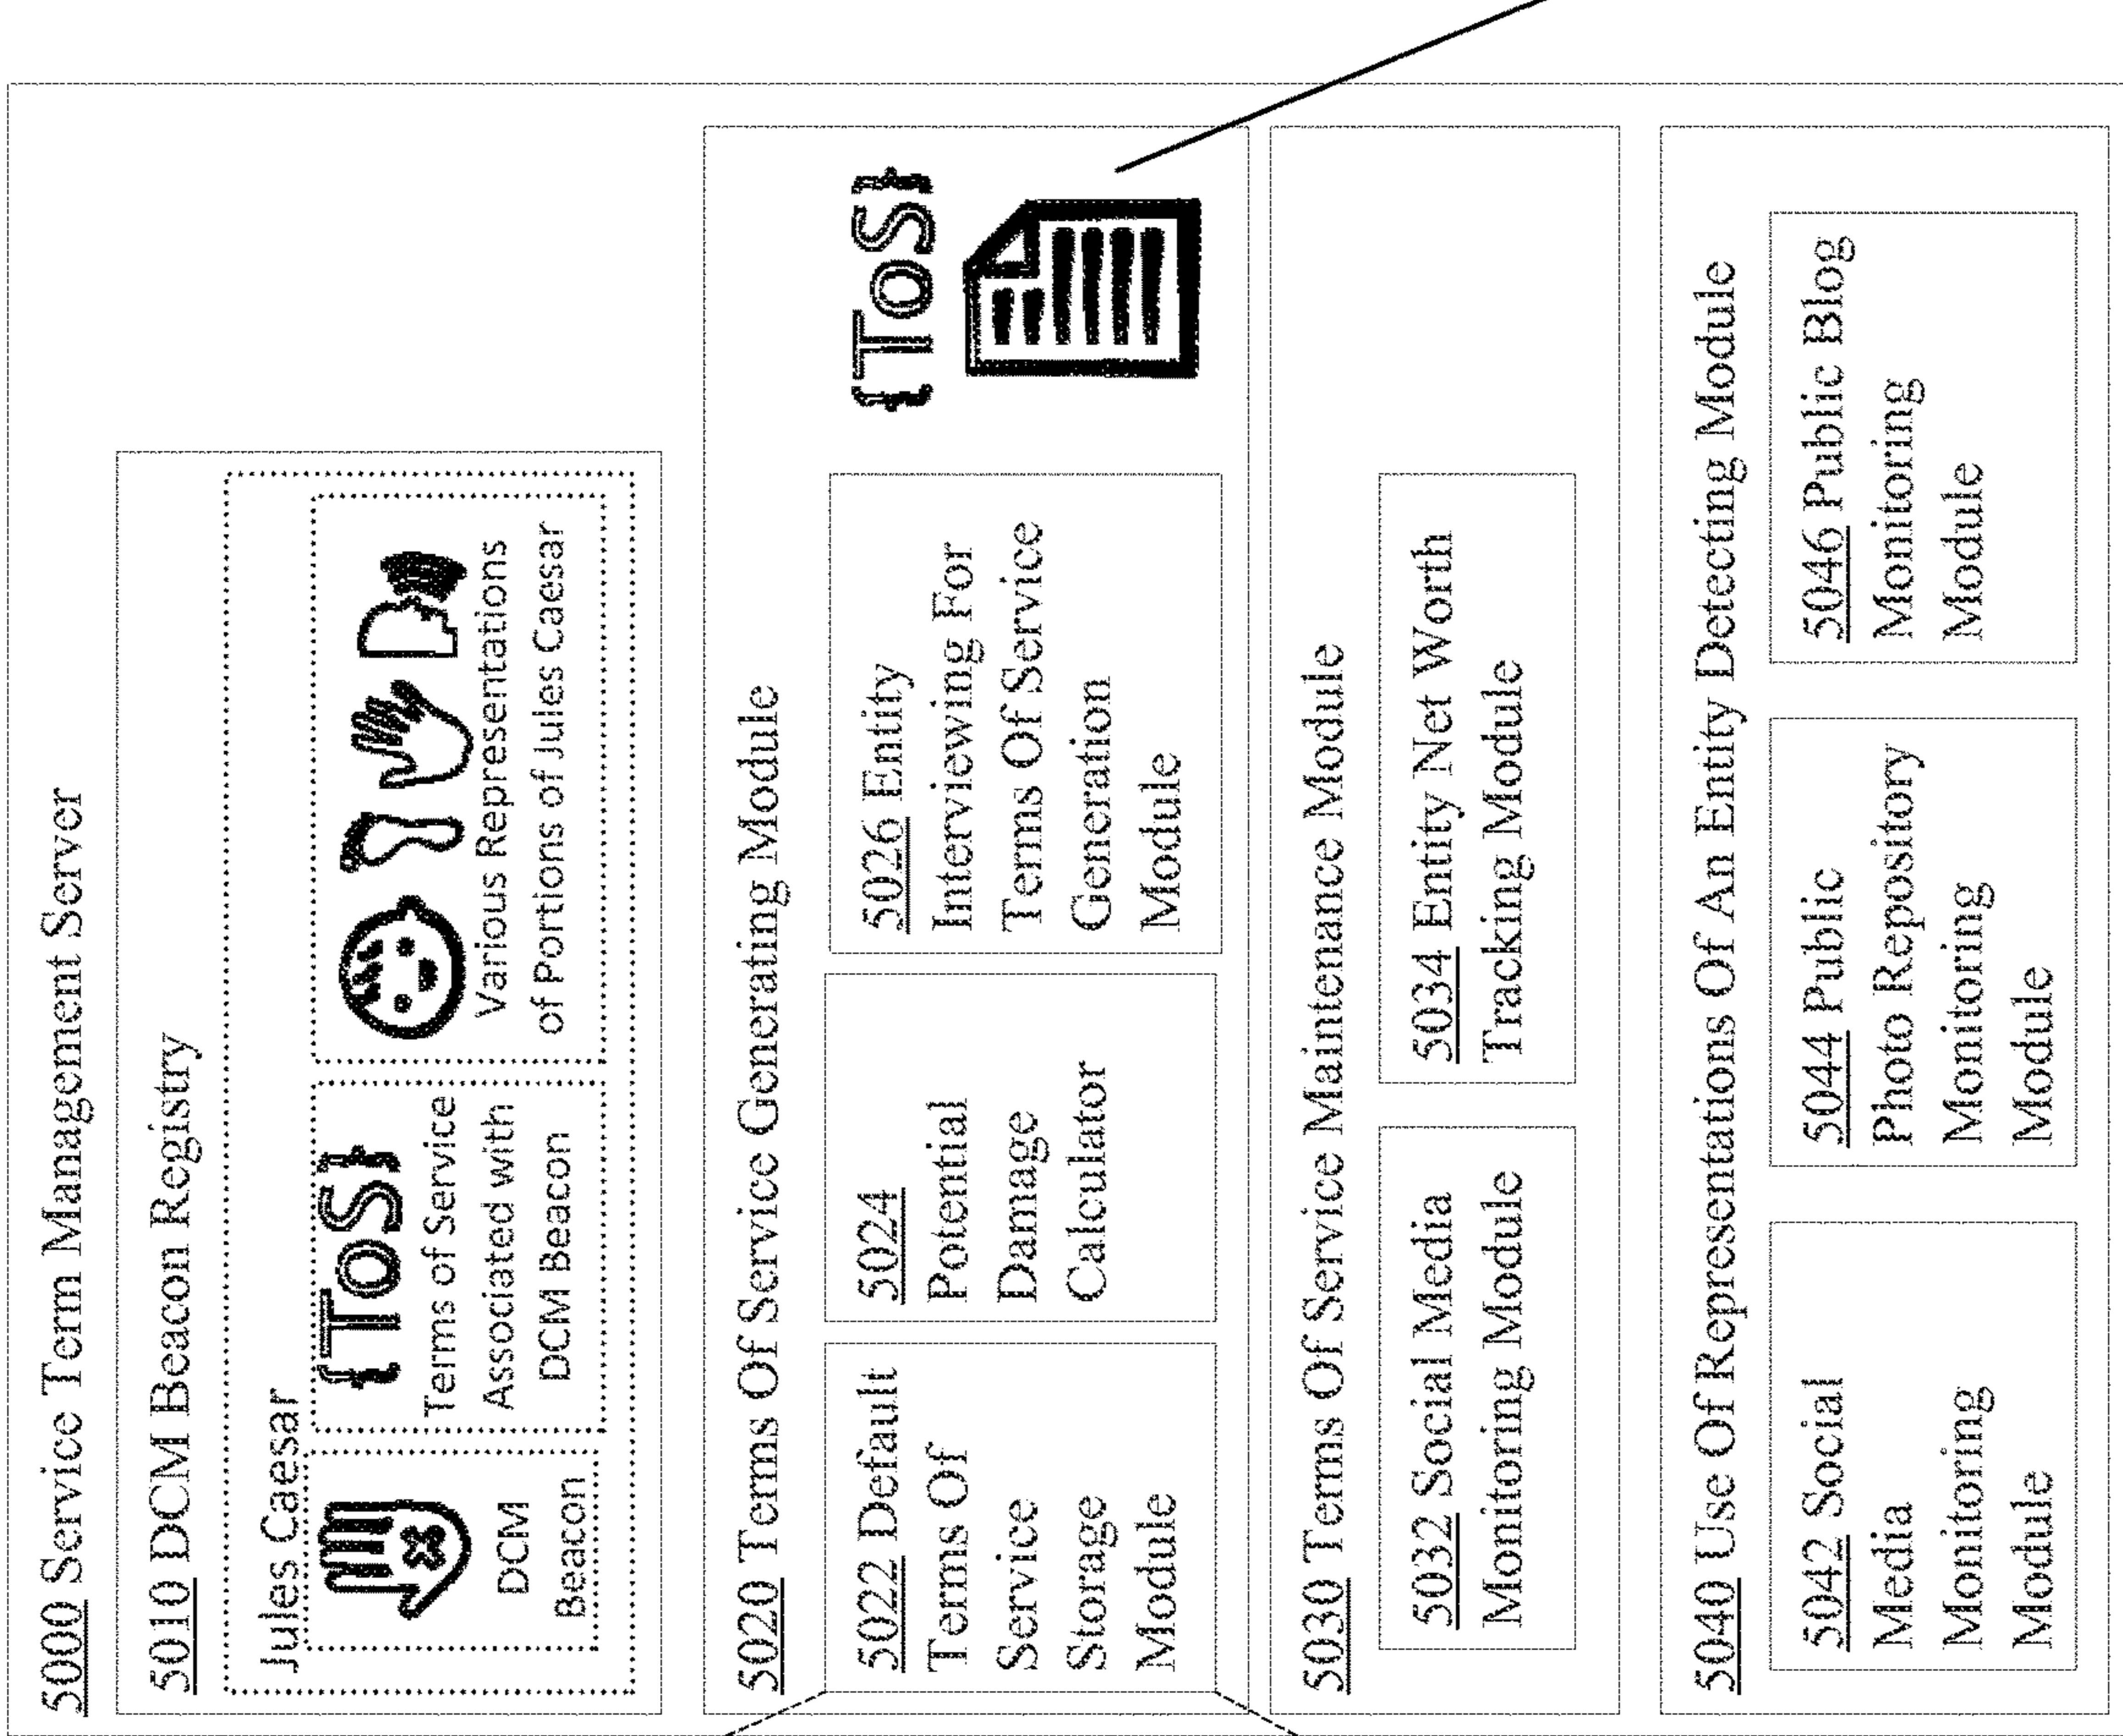 5000 Service Term Management Server
5010 DCM Beacon Registry
Jules Caesar
DCM
Beacon
{ToS}
Terms of Service
Associated with
DCM Beacon
Various Representations
of Portions of Jules Caesar
5020 Terms Of Service Generating Module
5022 Default
Terms Of
Service
Storage
Module
5024
Potential
Damage
Calculator
5026 Entity
Interviewing For
Terms Of Service
Generation
Module
{ToS}
5030 Terms Of Service Maintenance Module
5032 Social Media
Monitoring Module
5034 Entity Net Worth
Tracking Module
5040 Use Of Representations Of An Entity Detecting Module
5042 Social
Media
Monitoring
Module
5044 Public
Photo Repository
Monitoring
Module
5046 Public Blog
Monitoring
Module